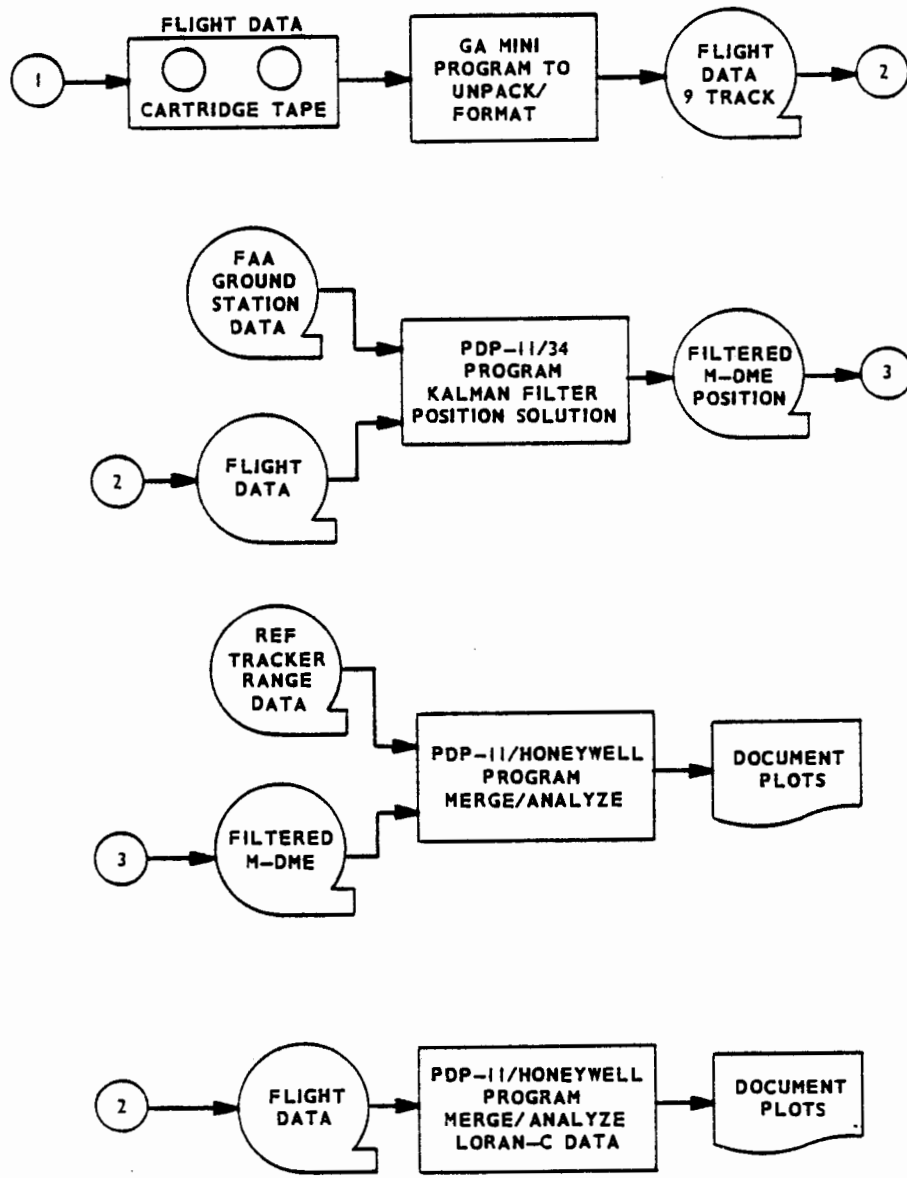 FLIGHT DATA
1
CARTRIDGE TAPE
GA MINI
PROGRAM TO
UNPACK/
FORMAT
FLIGHT
DATA
9 TRACK
2
FAA
GROUND
STATION
DATA
2
FLIGHT
DATA
PDP-11/34
PROGRAM
KALMAN FILTER
POSITION SOLUTION
FILTERED
M-DME
POSITION
3
REF
TRACKER
RANGE
DATA
3
FILTERED
M-DME
PDP-11/HONEYWELL
PROGRAM
MERGE/ANALYZE
DOCUMENT
PLOTS
2
FLIGHT
DATA
PDP-11/HONEYWELL
PROGRAM
MERGE/ANALYZE
LORAN-C DATA
DOCUMENT
PLOTS